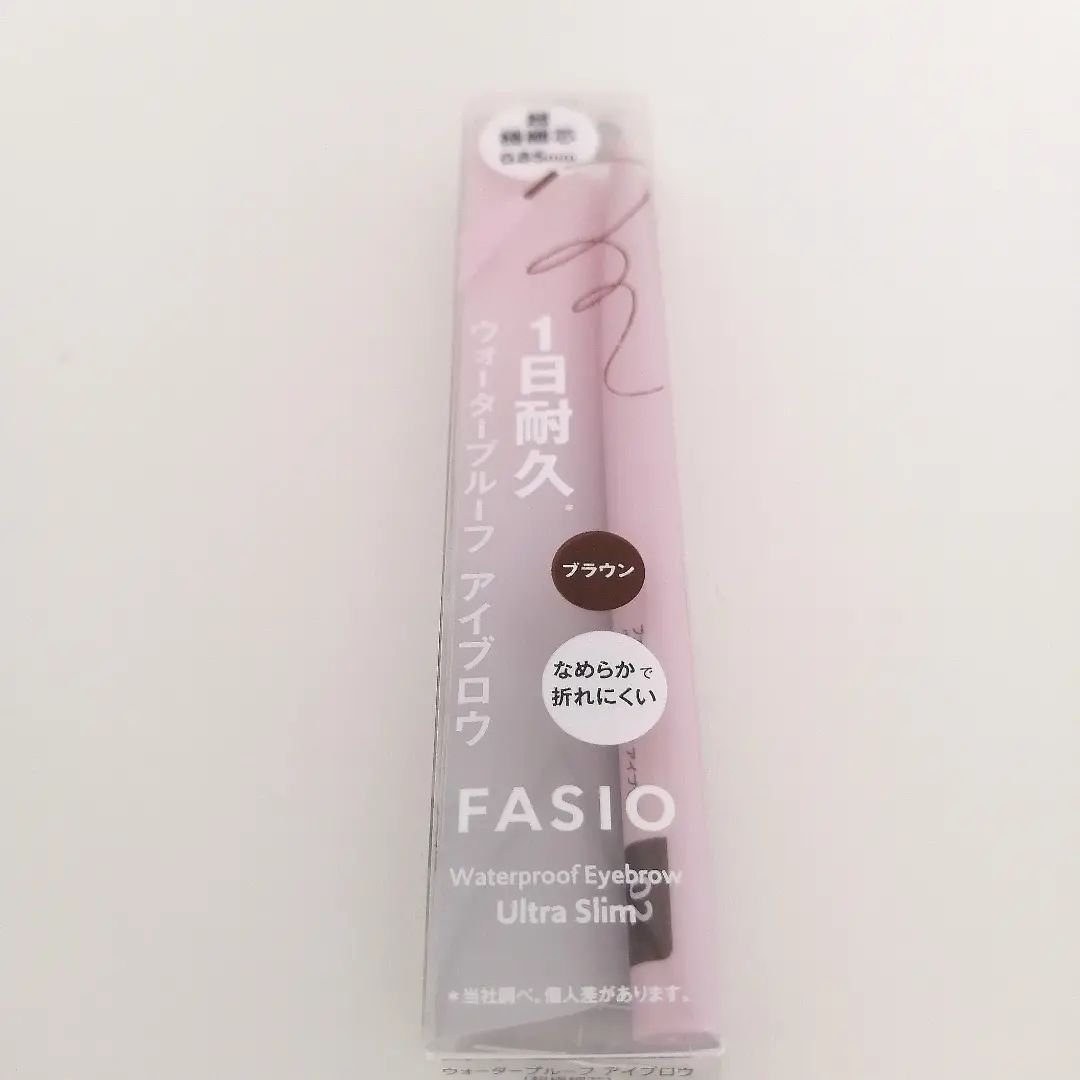 超
極細芯
0.85mm
1日耐久*
ウォータープルーフ アイブロウ
ブラウン
なめらかで
折れにくい
FASIO
02
Waterproof Eyebrow
Ultra Slim
*当社調べ。個人差があります。
ウォータープルーフ アイブロウ